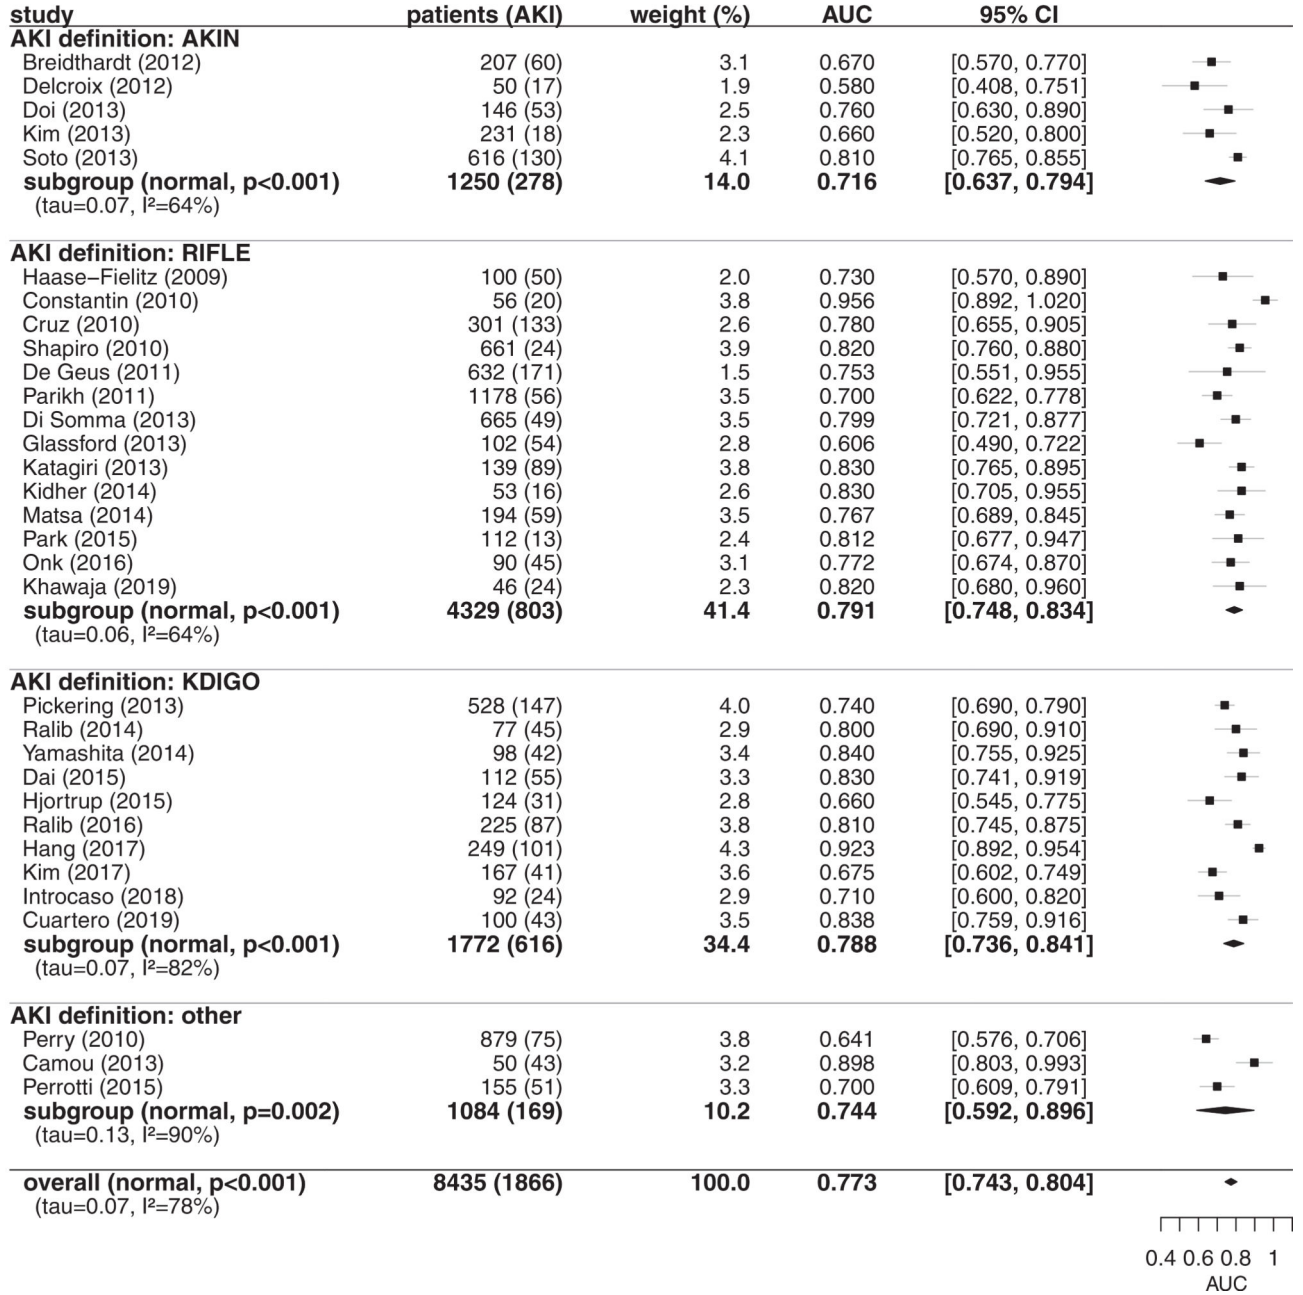 study patients (AKI) weight (%) AUC 95% CI
AKI definition: AKIN
Breidthardt (2012) 207 (60) 3.1 0.670 [0.570, 0.770]
Delcroix (2012) 50 (17) 1.9 0.580 [0.408, 0.751]
Doi (2013) 146 (53) 2.5 0.760 [0.630, 0.890]
Kim (2013) 231 (18) 2.3 0.660 [0.520, 0.800]
Soto (2013) 616 (130) 4.1 0.810 [0.765, 0.855]
subgroup (normal, p<0.001) 1250 (278) 14.0 0.716 [0.637, 0.794]
(tau=0.07, I²=64%)
AKI definition: RIFLE
Haase−Fielitz (2009) 100 (50) 2.0 0.730 [0.570, 0.890]
Constantin (2010) 56 (20) 3.8 0.956 [0.892, 1.020]
Cruz (2010) 301 (133) 2.6 0.780 [0.655, 0.905]
Shapiro (2010) 661 (24) 3.9 0.820 [0.760, 0.880]
De Geus (2011) 632 (171) 1.5 0.753 [0.551, 0.955]
Parikh (2011) 1178 (56) 3.5 0.700 [0.622, 0.778]
Di Somma (2013) 665 (49) 3.5 0.799 [0.721, 0.877]
Glassford (2013) 102 (54) 2.8 0.606 [0.490, 0.722]
Katagiri (2013) 139 (89) 3.8 0.830 [0.765, 0.895]
Kidher (2014) 53 (16) 2.6 0.830 [0.705, 0.955]
Matsa (2014) 194 (59) 3.5 0.767 [0.689, 0.845]
Park (2015) 112 (13) 2.4 0.812 [0.677, 0.947]
Onk (2016) 90 (45) 3.1 0.772 [0.674, 0.870]
Khawaja (2019) 46 (24) 2.3 0.820 [0.680, 0.960]
subgroup (normal, p<0.001) 4329 (803) 41.4 0.791 [0.748, 0.834]
(tau=0.06, I²=64%)
AKI definition: KDIGO
Pickering (2013) 528 (147) 4.0 0.740 [0.690, 0.790]
Ralib (2014) 77 (45) 2.9 0.800 [0.690, 0.910]
Yamashita (2014) 98 (42) 3.4 0.840 [0.755, 0.925]
Dai (2015) 112 (55) 3.3 0.830 [0.741, 0.919]
Hjortrup (2015) 124 (31) 2.8 0.660 [0.545, 0.775]
Ralib (2016) 225 (87) 3.8 0.810 [0.745, 0.875]
Hang (2017) 249 (101) 4.3 0.923 [0.892, 0.954]
Kim (2017) 167 (41) 3.6 0.675 [0.602, 0.749]
Introcaso (2018) 92 (24) 2.9 0.710 [0.600, 0.820]
Cuartero (2019) 100 (43) 3.5 0.838 [0.759, 0.916]
subgroup (normal, p<0.001) 1772 (616) 34.4 0.788 [0.736, 0.841]
(tau=0.07, I²=82%)
AKI definition: other
Perry (2010) 879 (75) 3.8 0.641 [0.576, 0.706]
Camou (2013) 50 (43) 3.2 0.898 [0.803, 0.993]
Perrotti (2015) 155 (51) 3.3 0.700 [0.609, 0.791]
subgroup (normal, p=0.002) 1084 (169) 10.2 0.744 [0.592, 0.896]
(tau=0.13, I²=90%)
overall (normal, p<0.001) 8435 (1866) 100.0 0.773 [0.743, 0.804]
(tau=0.07, I²=78%)
0.4 0.6 0.8 1
AUC